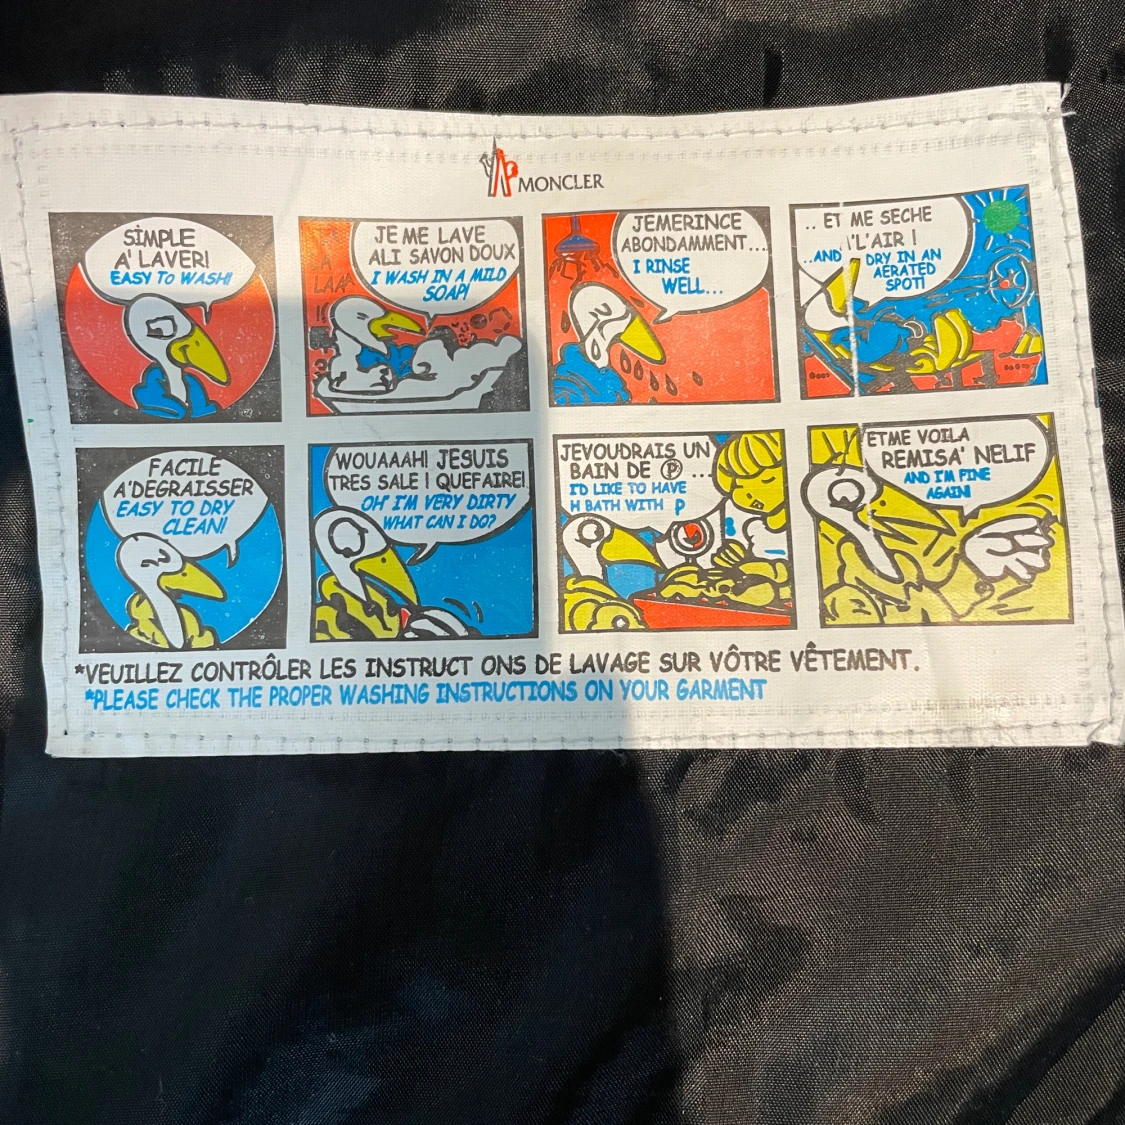 MONCLER
SIMPLE
A' LAVER!
EASY TO WASH!
JE ME LAVE
ALI SAVON DOUX
I WASH IN A MILD
SOAP!
LAAA
JEMERINCE
ABONDAMMENT...
I RINSE
WELL...
.. ET ME SECHE
L'AIR !
..AND DRY IN AN
AERATED
SPOT!
FACILE
A'DEGRAISSER
EASY TO DRY
CLEAN!
WOUAAAH! JESUIS
TRES SALE ! QUEFAIRE!
OH' I'M VERY DIRTY
WHAT CAN I DO?
JEVOUDRAIS UN
BAIN DE Ⓟ ...
I'D LIKE TO HAVE
H BATH WITH P
ETME VOILA
REMISA' NELIF
AND I'M FINE
AGAIN!
*VEUILLEZ CONTRÔLER LES INSTRUCT ONS DE LAVAGE SUR VÔTRE VÊTEMENT.
*PLEASE CHECK THE PROPER WASHING INSTRUCTIONS ON YOUR GARMENT